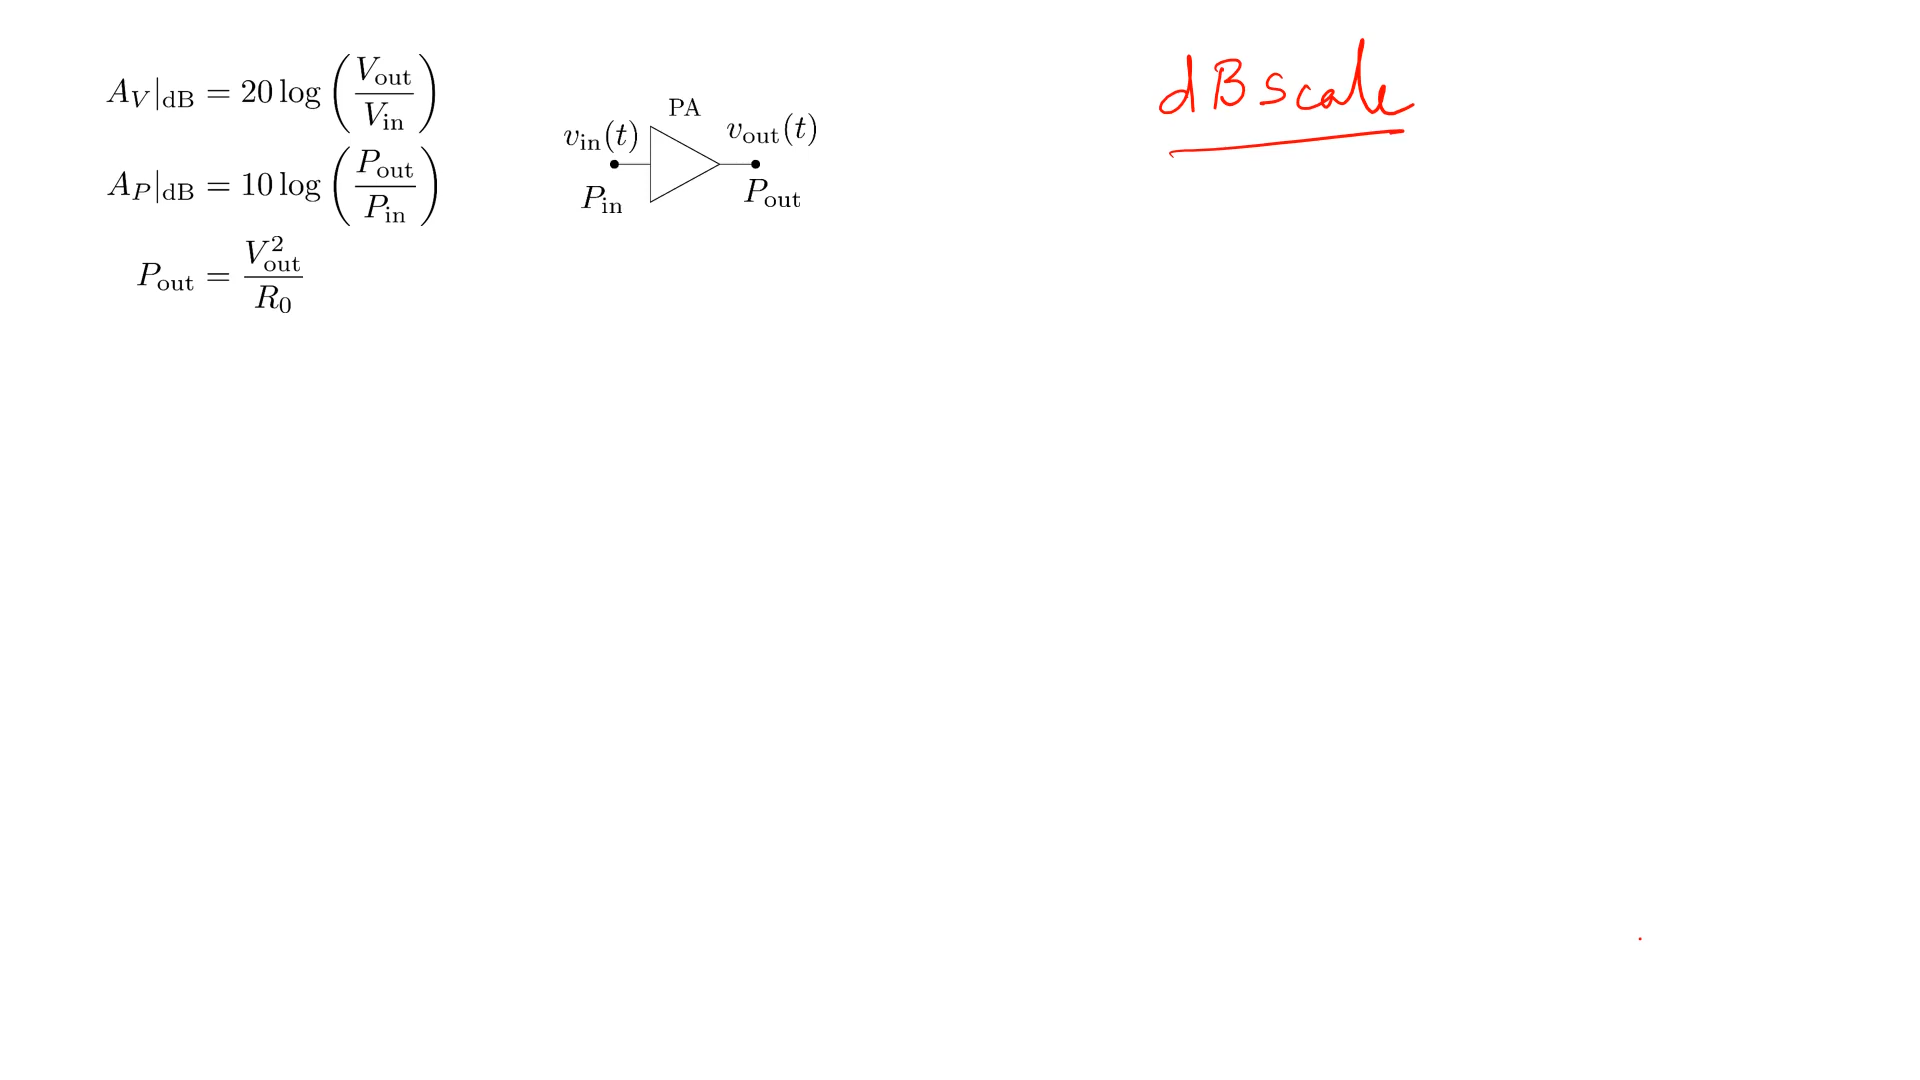 A_V|_dB = 20 log (V_out / V_in)
A_P|_dB = 10 log (P_out / P_in)
P_out = V_out^2 / R_0
PA
v_in(t)
v_out(t)
P_in
P_out
dB scale